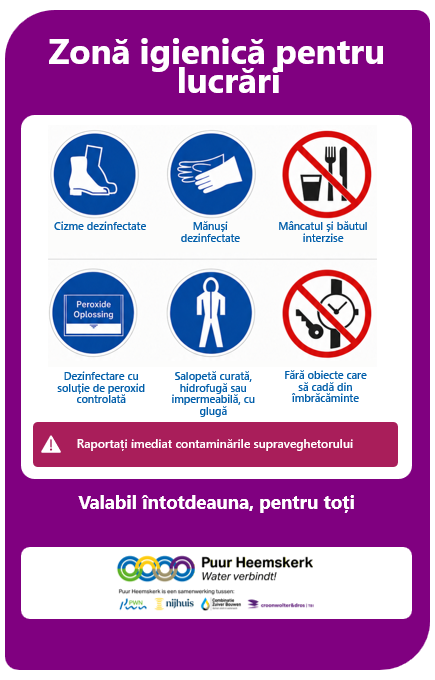 Zonă igienică pentru
lucrări
Cizme dezinfectate
Mănuși
dezinfectate
Mâncatul și băutul
interzise
Peroxide
Oplossing
Dezinfectare cu
soluție de peroxid
controlată
Salopetă curată,
hidrofugă sau
impermeabilă, cu
glugă
Fără obiecte care
să cadă din
îmbrăcăminte
Raportați imediat contaminările supraveghetorului
Valabil întotdeauna, pentru toți
Puur Heemskerk
Water verbindt!
Puur Heemskerk is een samenwerking tussen:
PWN
nijhuis
Combinatie
Zuiver Bouwen
croonwolter&dros | TBI